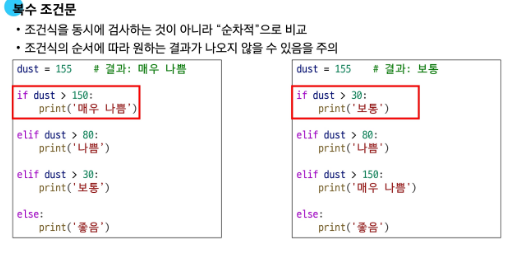 복수 조건문
• 조건식을 동시에 검사하는 것이 아니라 "순차적"으로 비교
• 조건식의 순서에 따라 원하는 결과가 나오지 않을 수 있음을 주의
dust = 155 # 결과: 매우 나쁨
if dust > 150:
print('매우 나쁨')
elif dust > 80:
print('나쁨')
elif dust > 30:
print('보통')
else:
print('좋음')
dust = 155 # 결과: 보통
if dust > 30:
print('보통')
elif dust > 80:
print('나쁨')
elif dust > 150:
print('매우 나쁨')
else:
print('좋음')